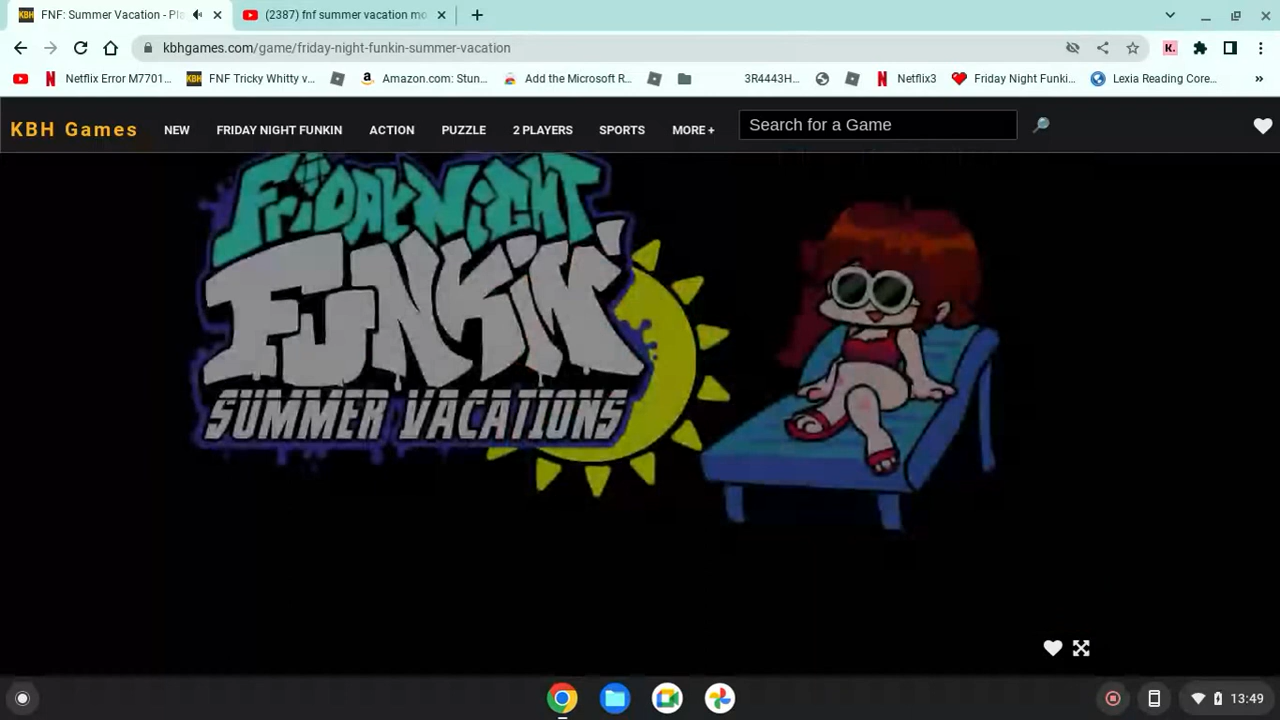 FNF: Summer Vacation - Pla
(2387) fnf summer vacation mo
kbhgames.com/game/friday-night-funkin-summer-vacation
K.
Netflix Error M7701...
FNF Tricky Whitty v...
Amazon.com: Stun...
Add the Microsoft R...
3R4443H...
Netflix3
Friday Night Funki...
Lexia Reading Core...
»
KBH Games
NEW
FRIDAY NIGHT FUNKIN
ACTION
PUZZLE
2 PLAYERS
SPORTS
MORE +
Search for a Game
FRIDAY NIGHT
FUNKIN'
SUMMER VACATIONS
13:49